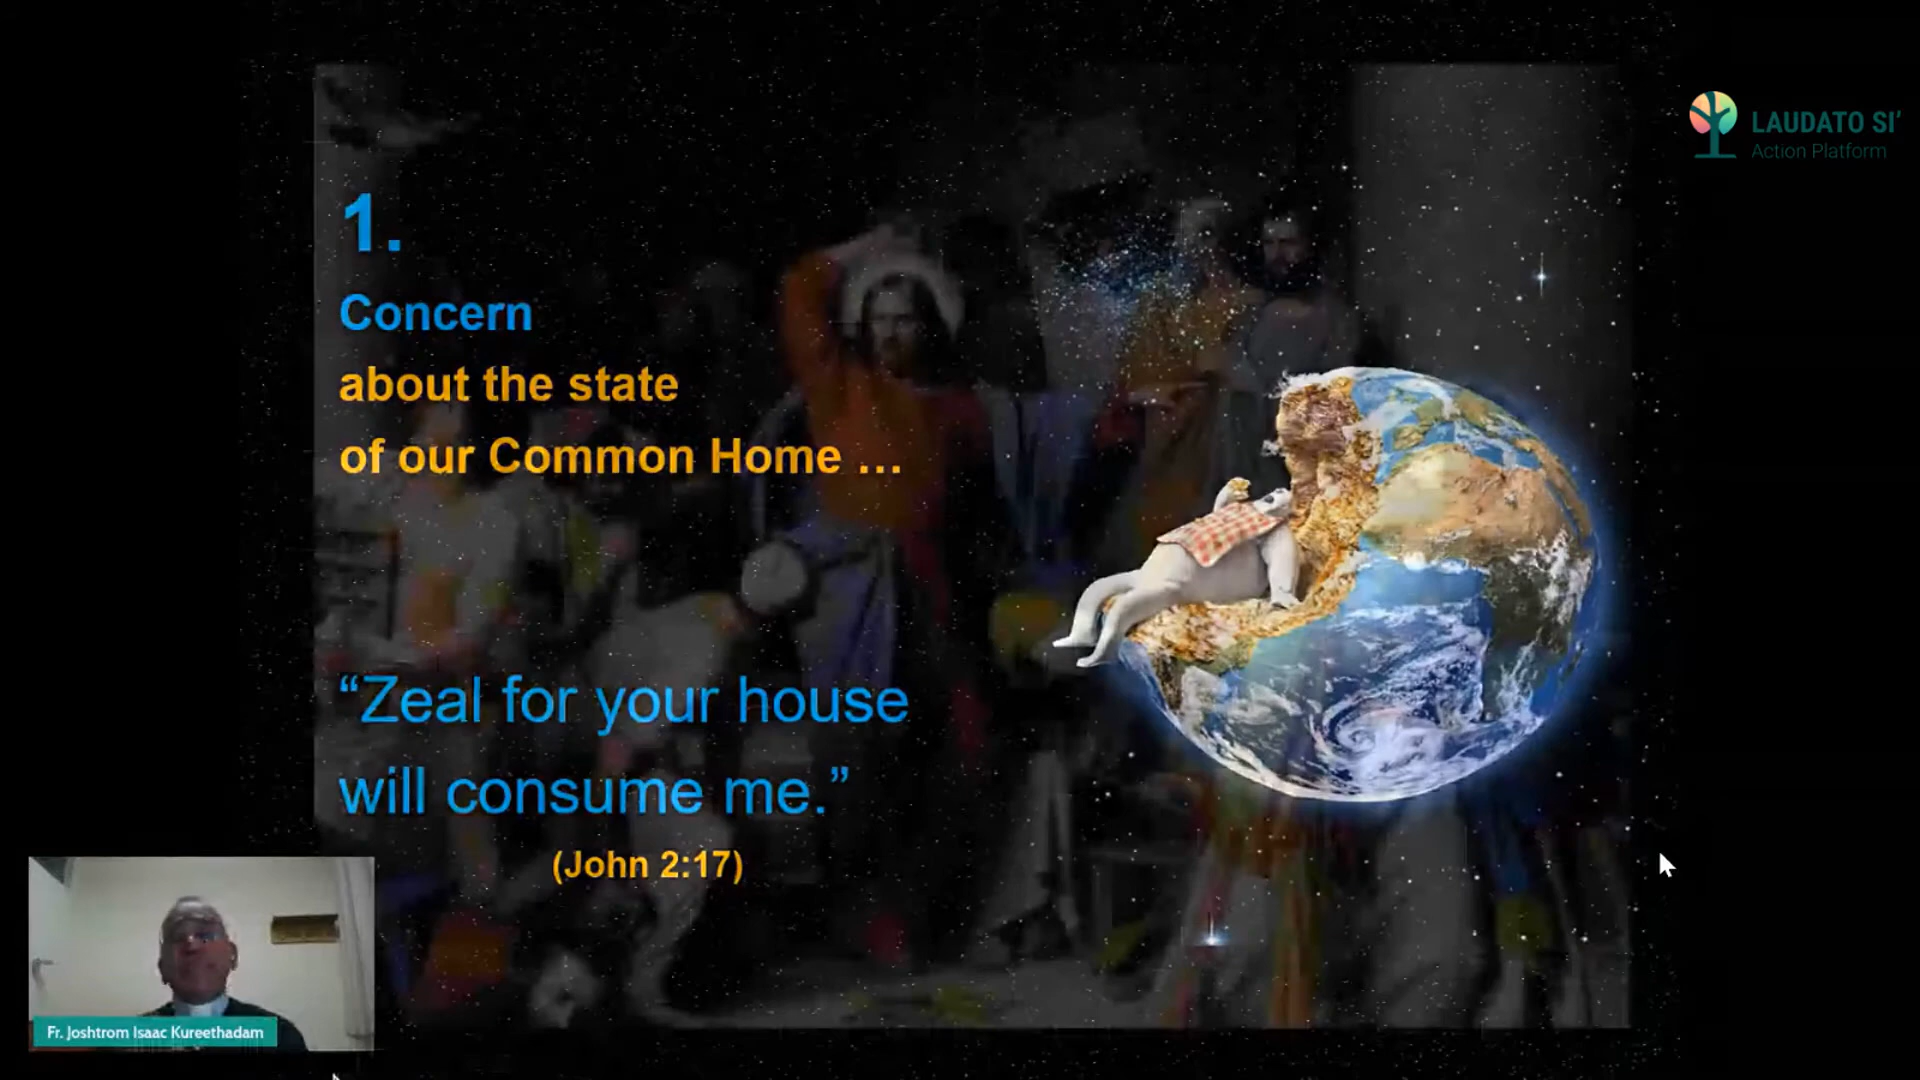 LAUDATO SI’
Action Platform
1.
Concern
about the state
of our Common Home ...
“Zeal for your house
will consume me.”
(John 2:17)
Fr. Joshtrom Isaac Kureethadam